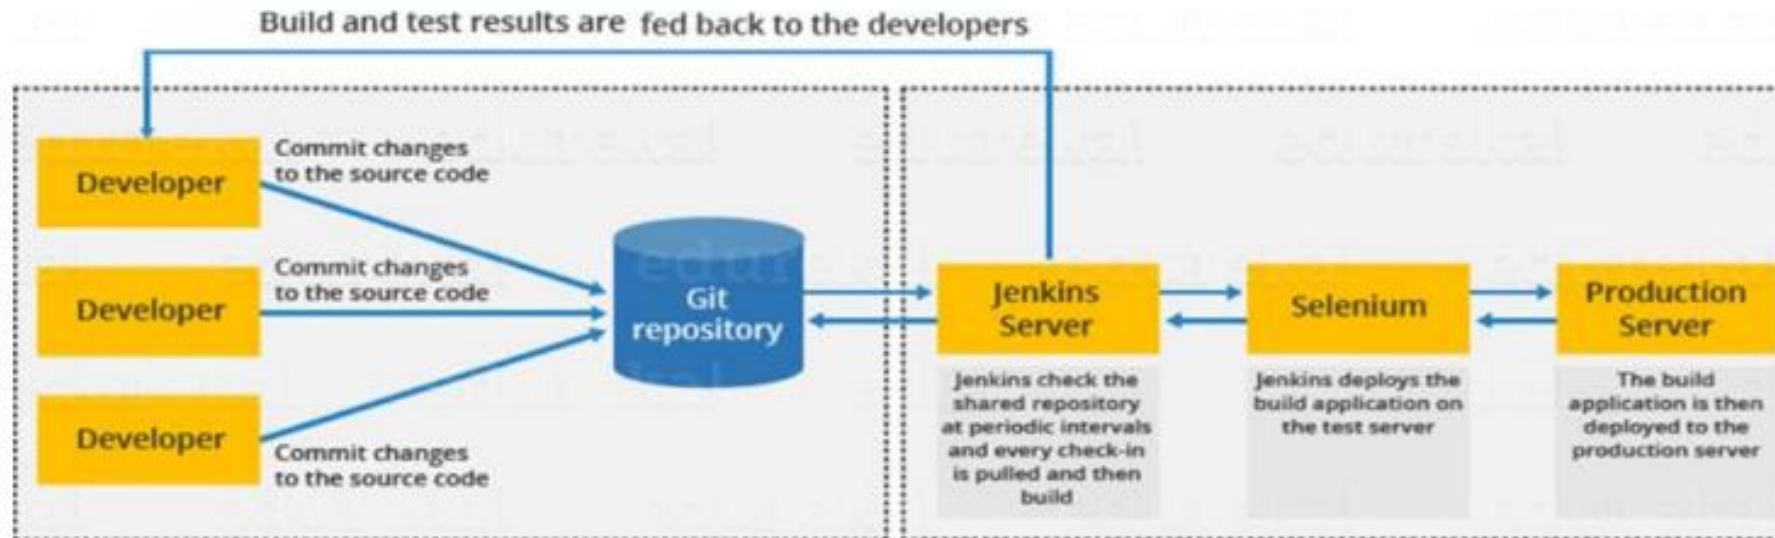 Build and test results are fed back to the developers
Developer
Commit changes
to the source code
Developer
Commit changes
to the source code
Developer
Commit changes
to the source code
Git
repository
Jenkins
Server
Jenkins check the
shared repository
at periodic intervals
and every check-in
is pulled and then
build
Selenium
Jenkins deploys the
build application on
the test server
Production
Server
The build
application is then
deployed to the
production server